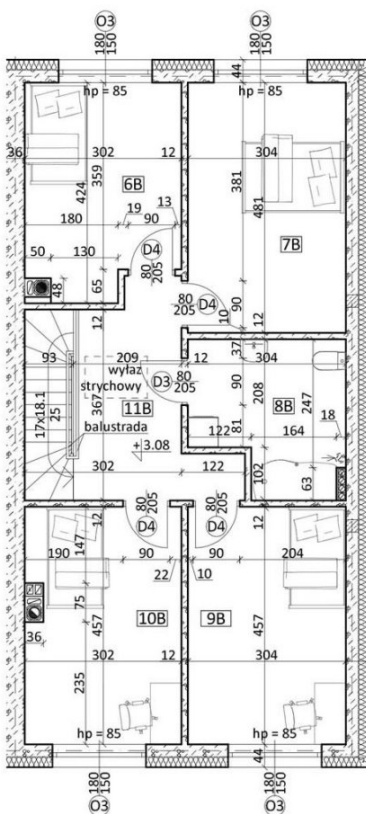 O3 O3
180 150 180 150
44
hp = 85 hp = 85
36 302 12 304
424 359 6B 381 481
13
180 19 90
7B
50 130 D4
80 205
48 65
80 205 D4 90
10
12 12
37
93 209 12 304
wyłaz
strychowy
D3 80 205
90 208
17x18.1 25 367 11B 8B 247
balustrada
81 122 164 18
+ 3.08
302 122 102 63
12 80 205 80 205 12
D4 D4
147
190 90 22 10 90 204
75
457 10B 9B 457
36
302 12 304
235
hp = 85 hp = 85
44
180 150 180 150
O3 O3